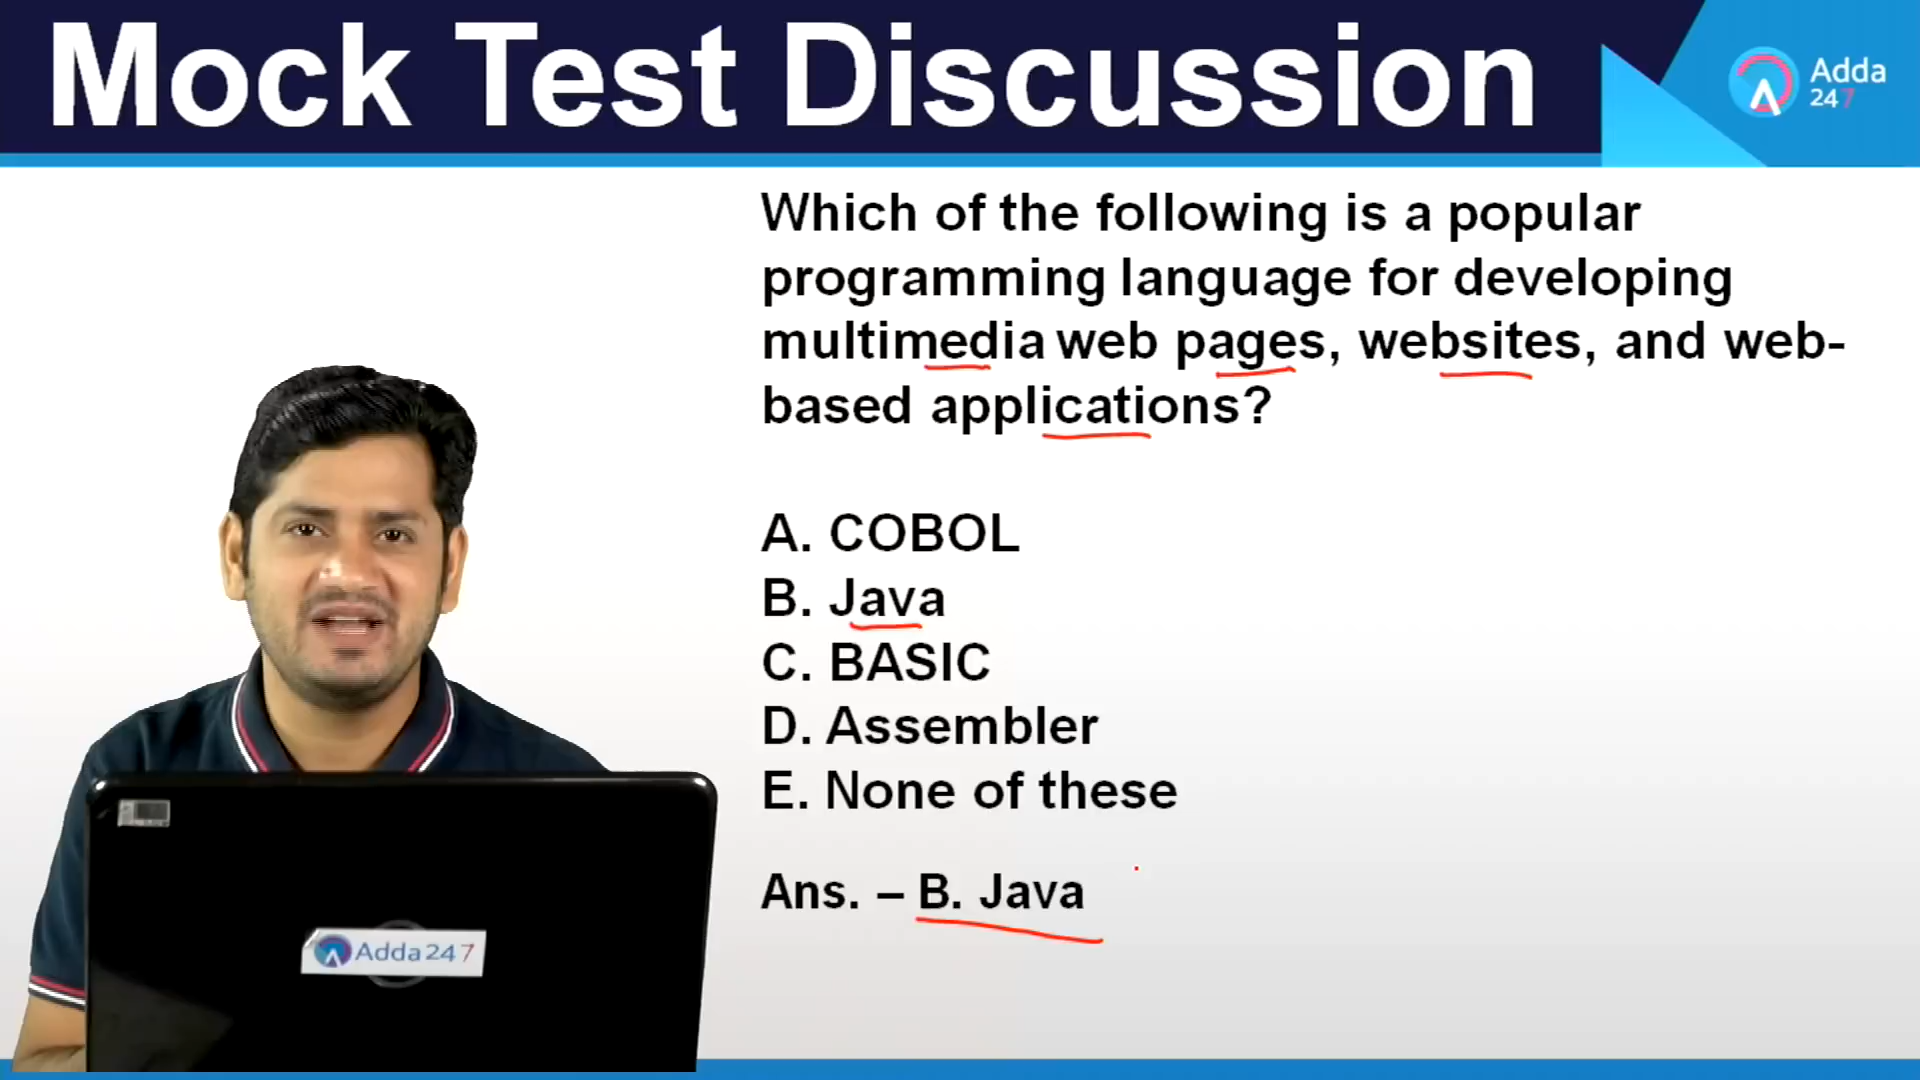 Mock Test Discussion
Adda
247
Which of the following is a popular
programming language for developing
multimedia web pages, websites, and web-
based applications?
A. COBOL
B. Java
C. BASIC
D. Assembler
E. None of these
Ans. – B. Java
Adda247